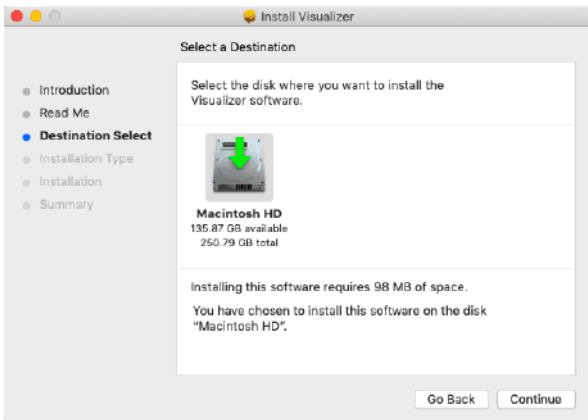 Install Visualizer
Select a Destination
Introduction
Read Me
Destination Select
Installation Type
Installation
Summary
Select the disk where you want to install the
Visualizer software.
Macintosh HD
135.87 GB available
250.79 GB total
Installing this software requires 98 MB of space.
You have chosen to install this software on the disk
“Macintosh HD”.
Go Back
Continue